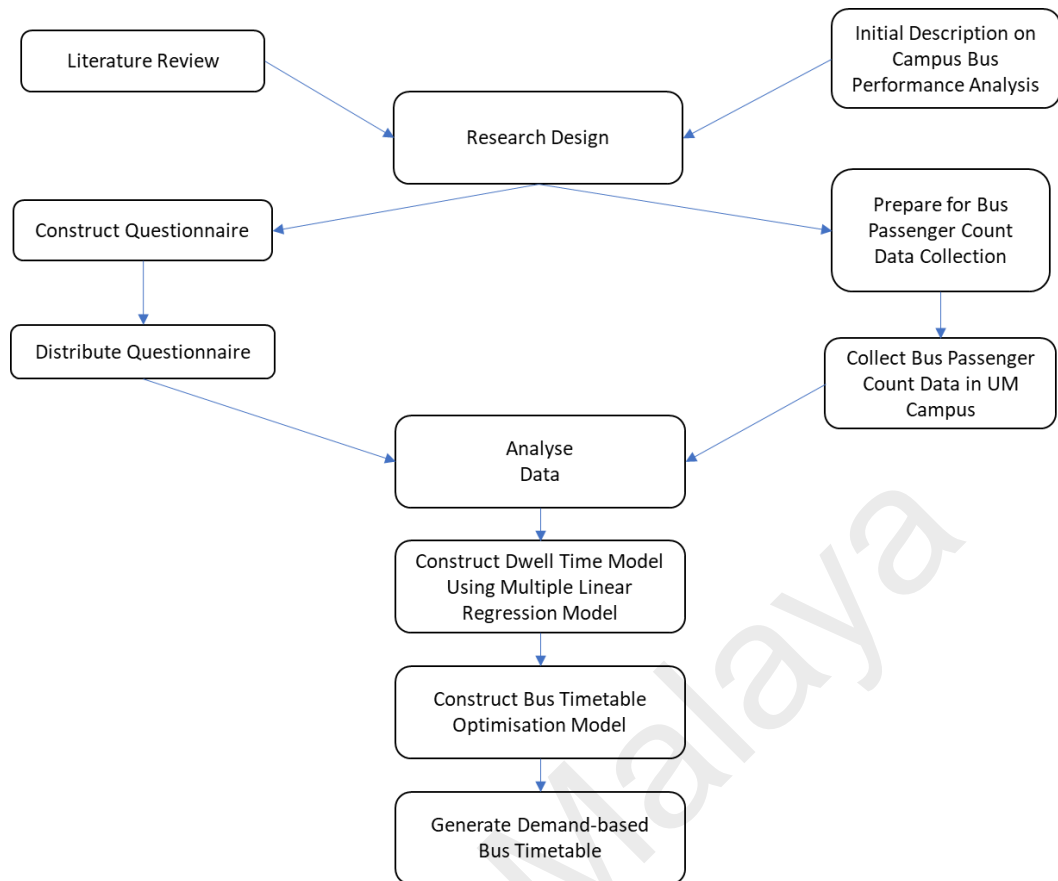 Literature Review
Initial Description on
Campus Bus
Performance Analysis
Research Design
Construct Questionnaire
Prepare for Bus
Passenger Count
Data Collection
Distribute Questionnaire
Collect Bus Passenger
Count Data in UM
Campus
Analyse
Data
Construct Dwell Time Model
Using Multiple Linear
Regression Model
Construct Bus Timetable
Optimisation Model
Generate Demand-based
Bus Timetable
Malaya